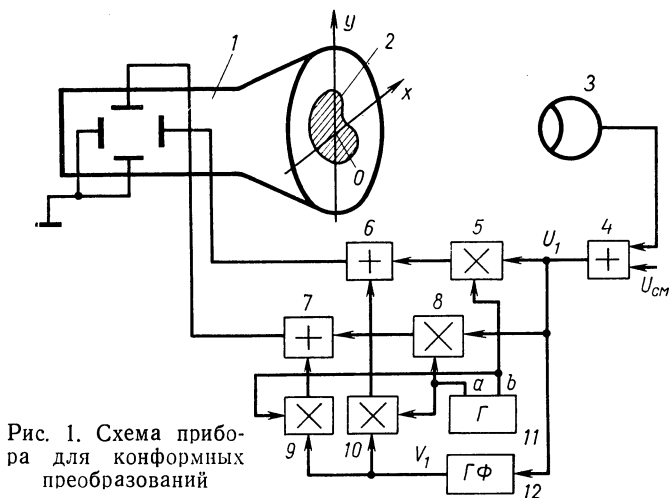 1
y
2
x
3
0
6
5
U₁
4
+
×
+
Uсм
7
8
+
×
a
b
×
×
Г
9
10
V₁
11
ГФ
12
Рис. 1. Схема прибо-
ра для конформных
преобразований